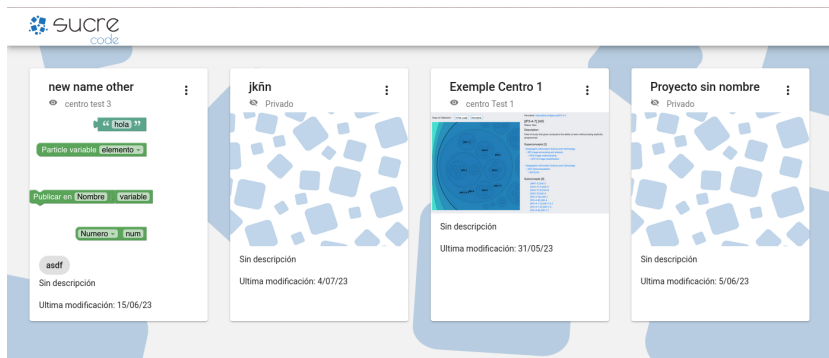 sucre
code
new name other
centro test 3
“ hola ”
Particle variable elemento
Publicar en Nombre : variable
Numero num
asdf
Sin descripción
Ultima modificación: 15/06/23
jkñn
Privado
Sin descripción
Ultima modificación: 4/07/23
Exemple Centro 1
centro Test 1
Sin descripción
Ultima modificación: 31/05/23
Proyecto sin nombre
Privado
Sin descripción
Ultima modificación: 5/06/23